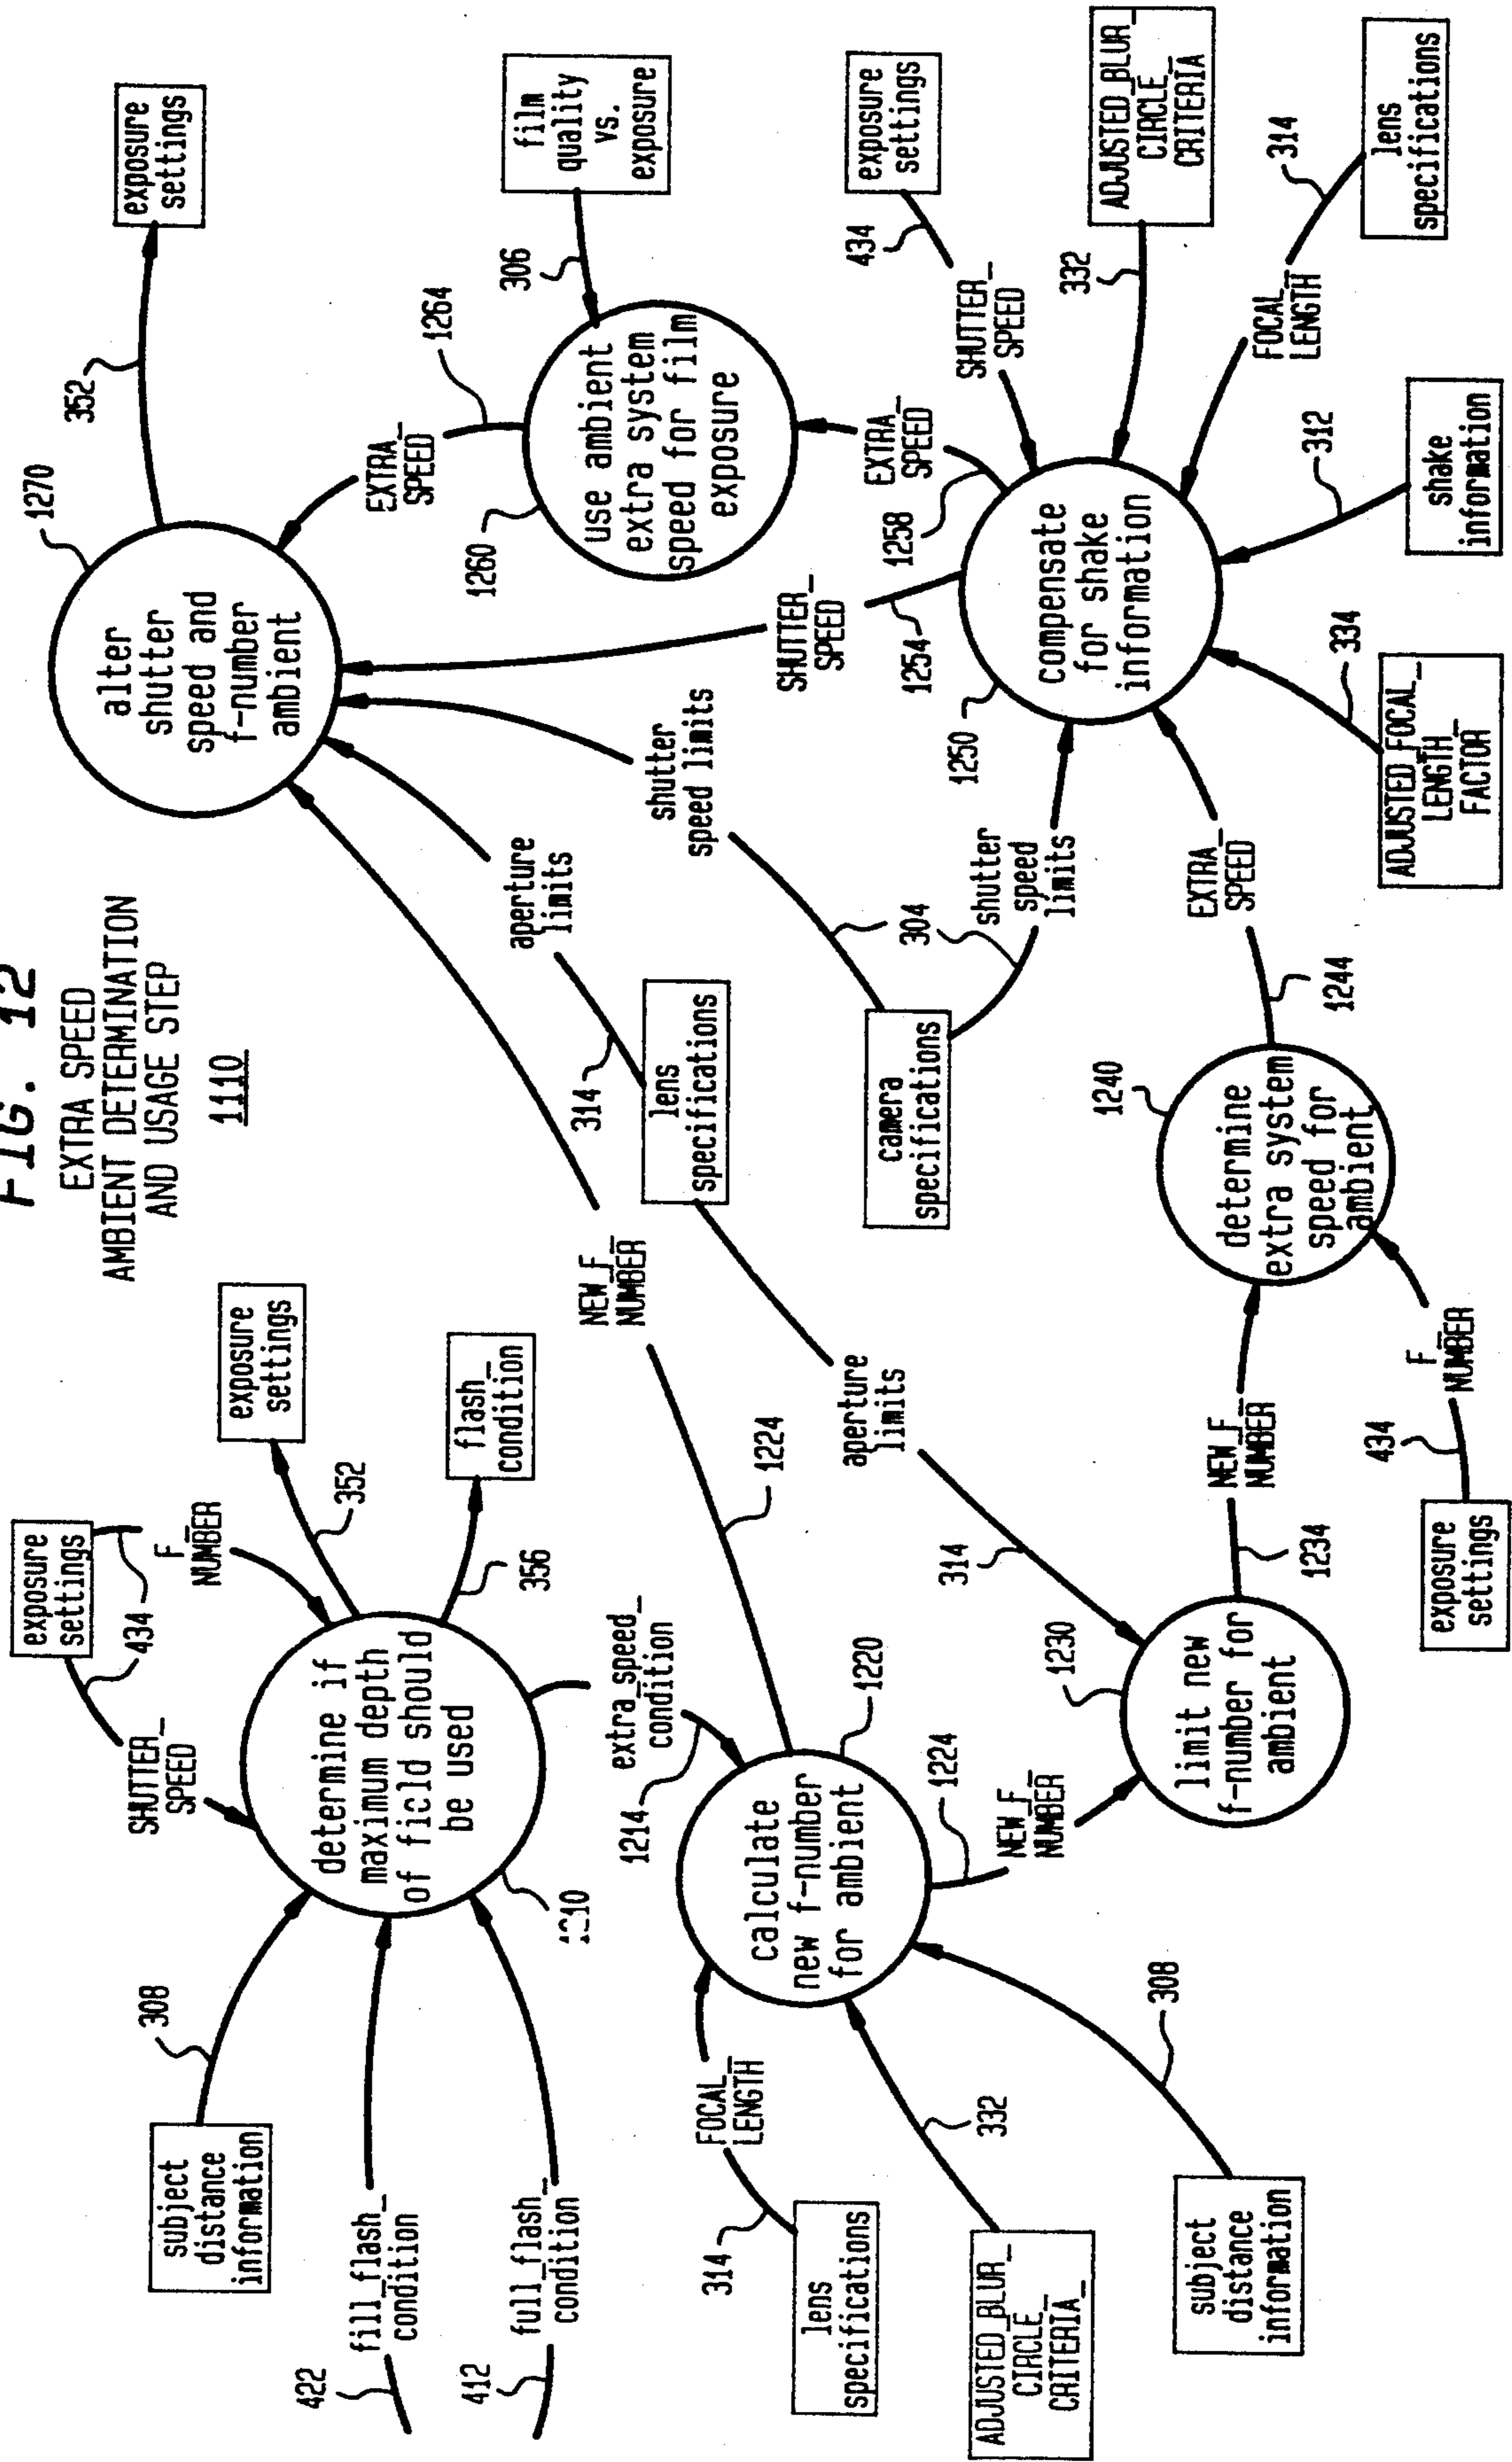 FIG. 12
EXTRA SPEED
AMBIENT DETERMINATION
AND USAGE STEP
1110
exposure
settings
434
SHUTTER_
SPEED
F_
NUMBER
subject
distance
information
308
422
fill_flash_
condition
412
full_flash_
condition
determine if
maximum depth
of field should
be used
352
exposure
settings
356
flash_
condition
extra_speed_
condition
1214
lens
specifications
314
FOCAL_
LENGTH
ADJUSTED_BLUR_
CIRCLE_
CRITERIA_
332
subject
distance
information
308
calculate
new f-number
for ambient
1220
1224
NEW_F_
NUMBER
1224
NEW_F_
NUMBER
limit new
f-number for
ambient
1230
1234
NEW_F_
NUMBER
314
aperture
limits
lens
specifications
314
aperture
limits
exposure
settings
434
F_
NUMBER
determine
extra system
speed for
ambient
1240
1244
EXTRA_
SPEED
camera
specifications
304
shutter
speed limits
shutter
speed
limits
compensate
for shake
information
1250
1254
SHUTTER_
SPEED
1258
EXTRA_
SPEED
ADJUSTED_FOCAL_
LENGTH_
FACTOR
334
shake
information
312
lens
specifications
314
FOCAL_
LENGTH
ADJUSTED_BLUR_
CIRCLE_
CRITERIA
332
exposure
settings
434
SHUTTER_
SPEED
use ambient
extra system
speed for film
exposure
1260
1264
EXTRA_
SPEED
film
quality
vs.
exposure
306
alter
shutter
speed and
f-number
ambient
1270
352
exposure
settings